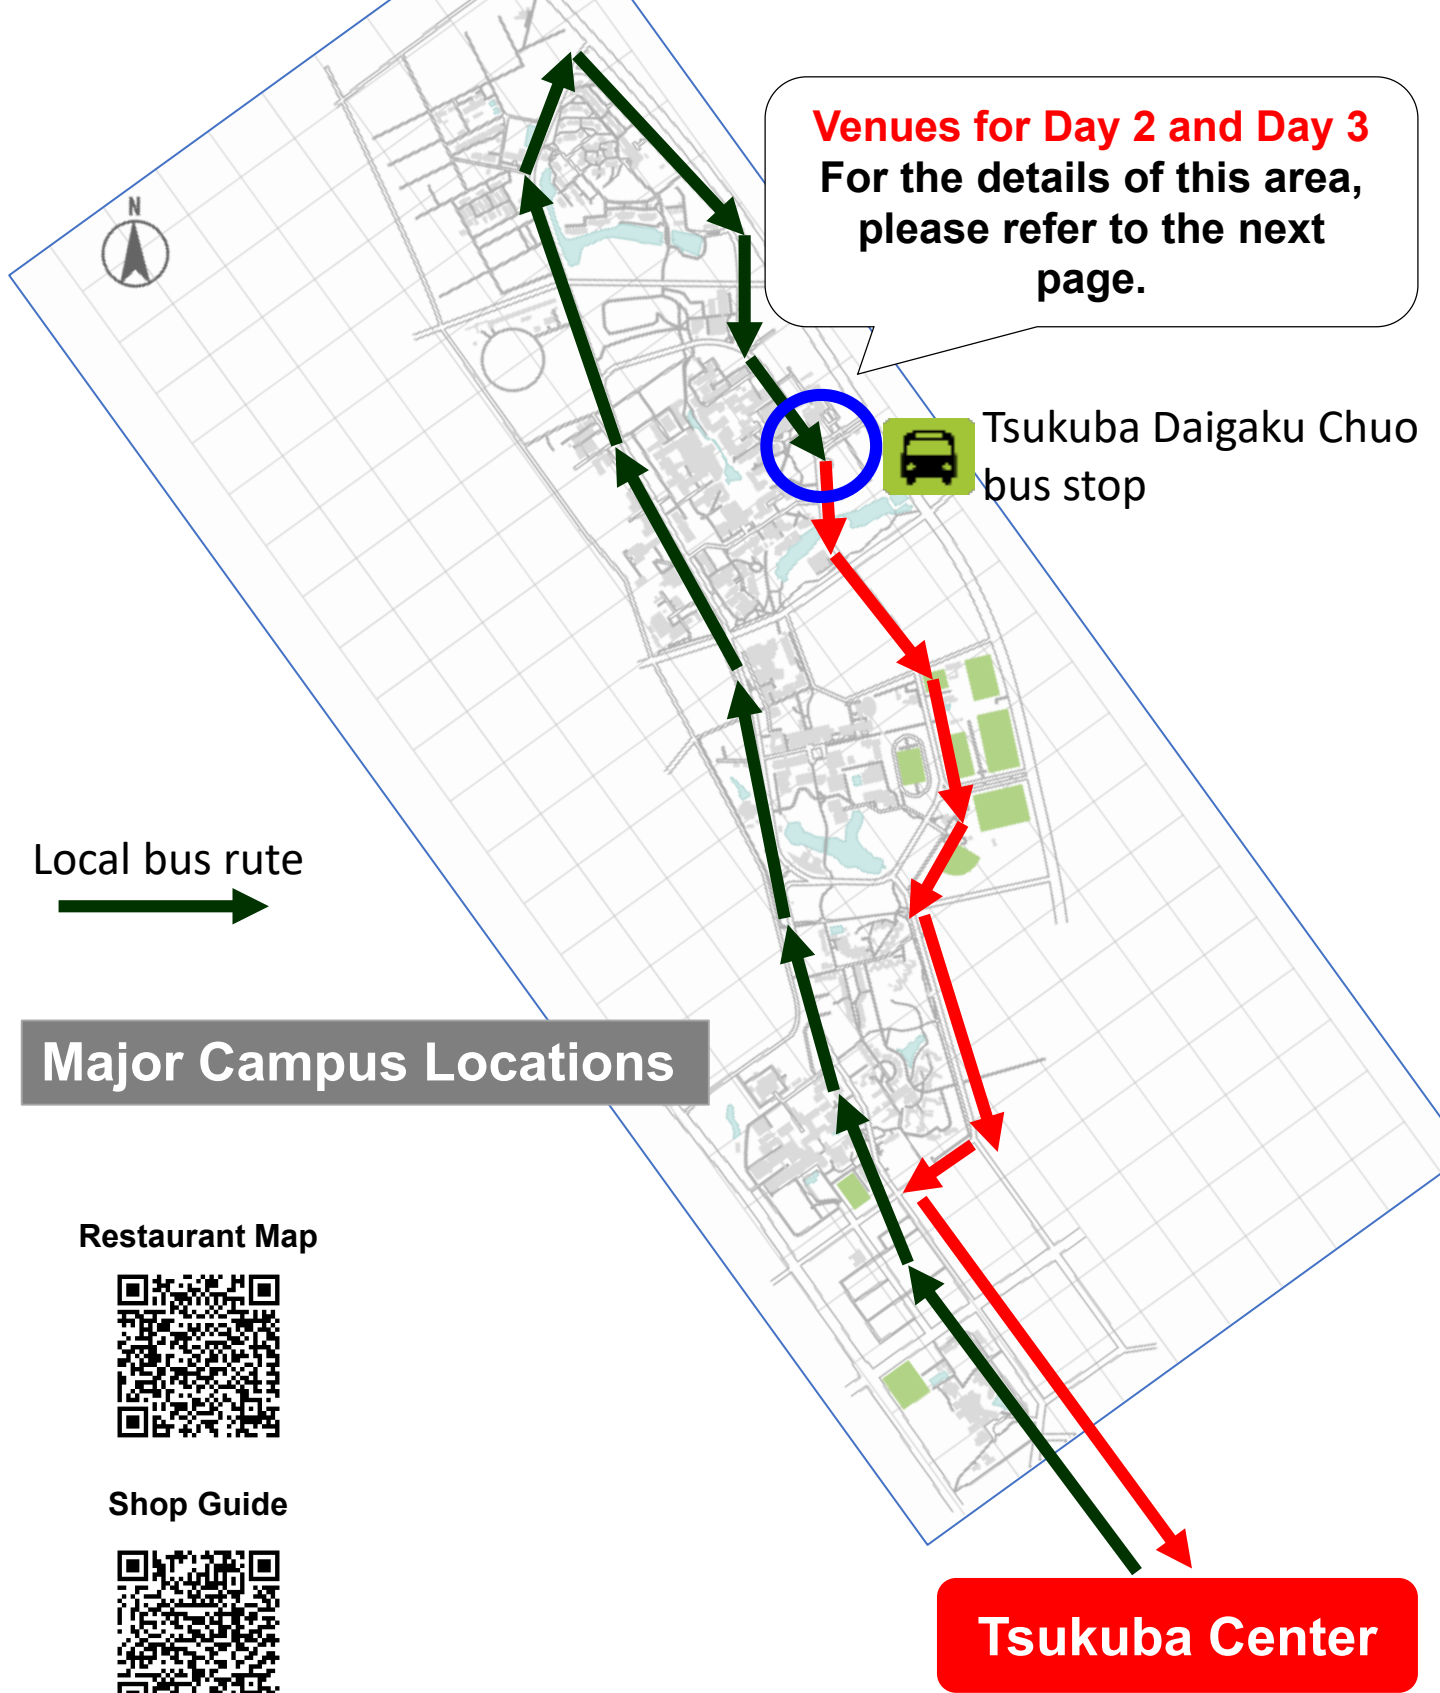 Venues for Day 2 and Day 3
For the details of this area,
please refer to the next
page.
N
Tsukuba Daigaku Chuo
bus stop
Local bus rute
Major Campus Locations
Restaurant Map
Shop Guide
Tsukuba Center